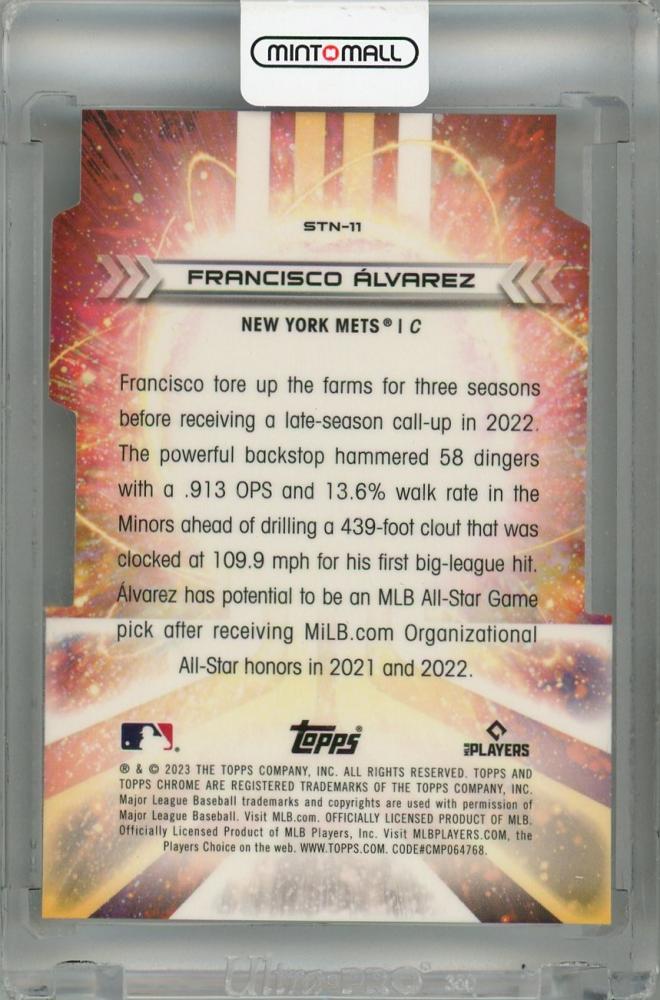 MINTOMALL
STN-11
FRANCISCO ÁLVAREZ
NEW YORK METS® | C
Francisco tore up the farms for three seasons
before receiving a late-season call-up in 2022.
The powerful backstop hammered 58 dingers
with a .913 OPS and 13.6% walk rate in the
Minors ahead of drilling a 439-foot clout that was
clocked at 109.9 mph for his first big-league hit.
Álvarez has potential to be an MLB All-Star Game
pick after receiving MiLB.com Organizational
All-Star honors in 2021 and 2022.
topps®
MLB PLAYERS
® & © 2023 THE TOPPS COMPANY, INC. ALL RIGHTS RESERVED. TOPPS AND
TOPPS CHROME ARE REGISTERED TRADEMARKS OF THE TOPPS COMPANY, INC.
Major League Baseball trademarks and copyrights are used with permission of
Major League Baseball. Visit MLB.com. OFFICIALLY LICENSED PRODUCT OF MLB.
Officially Licensed Product of MLB Players, Inc. Visit MLBPLAYERS.COM, the
Players Choice on the web. WWW.TOPPS.COM. CODE#CMP064768.
Ultra·PRO®